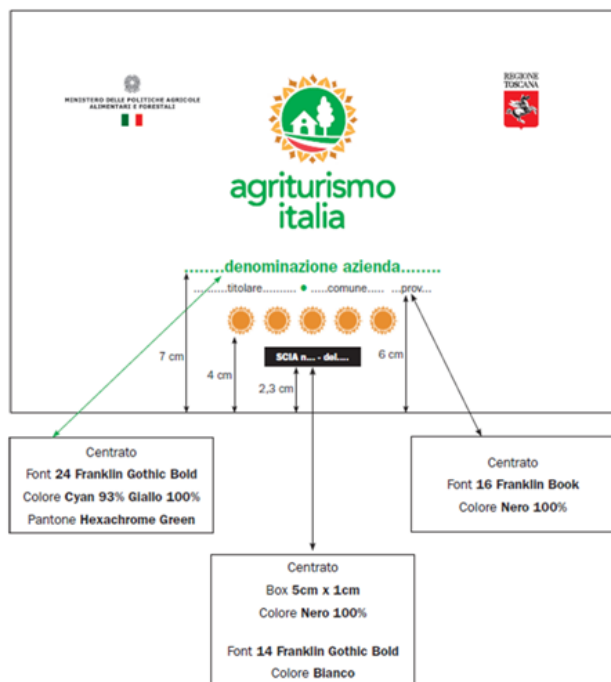 MINISTERO DELLE POLITICHE AGRICOLE
ALIMENTARI E FORESTALI
REGIONE
TOSCANA
agriturismo
italia
........denominazione azienda........
...........titolare........... • .....comune..... ...prov...
7 cm
4 cm
2,3 cm
6 cm
SCIA n... - del....
Centrato
Font 24 Franklin Gothic Bold
Colore Cyan 93% Giallo 100%
Pantone Hexachrome Green
Centrato
Font 16 Franklin Book
Colore Nero 100%
Centrato
Box 5cm x 1cm
Colore Nero 100%
Font 14 Franklin Gothic Bold
Colore Bianco